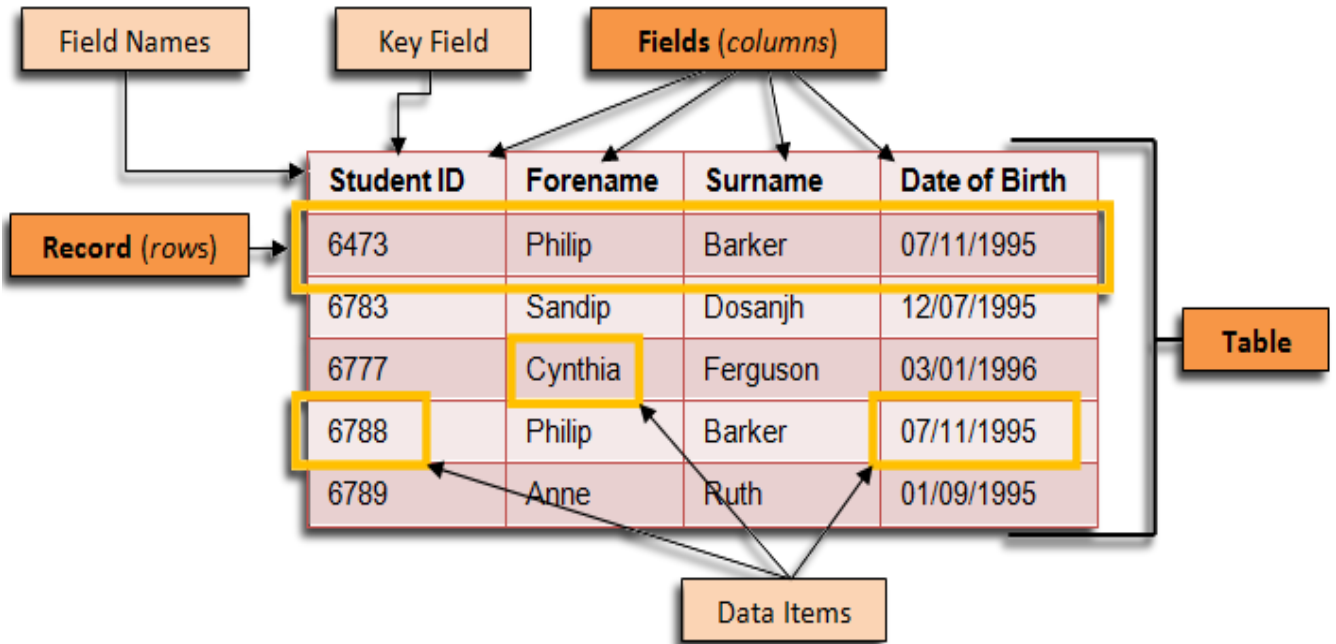 Field Names
Key Field
Fields (columns)
Student ID Forename Surname Date of Birth
Record (rows)
6473 Philip Barker 07/11/1995
6783 Sandip Dosanjh 12/07/1995
Table
6777 Cynthia Ferguson 03/01/1996
6788 Philip Barker 07/11/1995
6789 Anne Ruth 01/09/1995
Data Items